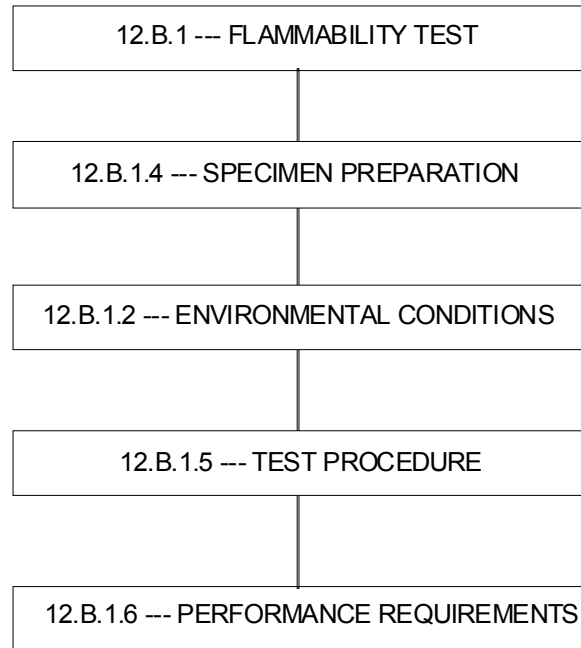 12.B.1 --- FLAMMABILITY TEST
12.B.1.4 --- SPECIMEN PREPARATION
12.B.1.2 --- ENVIRONMENTAL CONDITIONS
12.B.1.5 --- TEST PROCEDURE
12.B.1.6 --- PERFORMANCE REQUIREMENTS